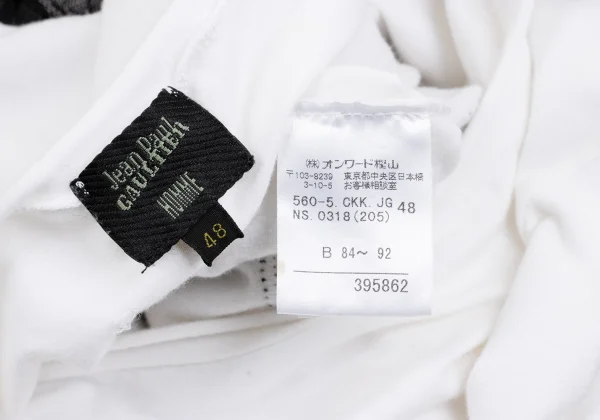 Jean Paul
GAULTIER
HOMME
48
(株)オンワード樫山
〒103-8239 東京都中央区日本橋
3-10-5 お客様相談室
560-5.CKK.JG 48
NS.0318(205)
B 84~ 92
395862